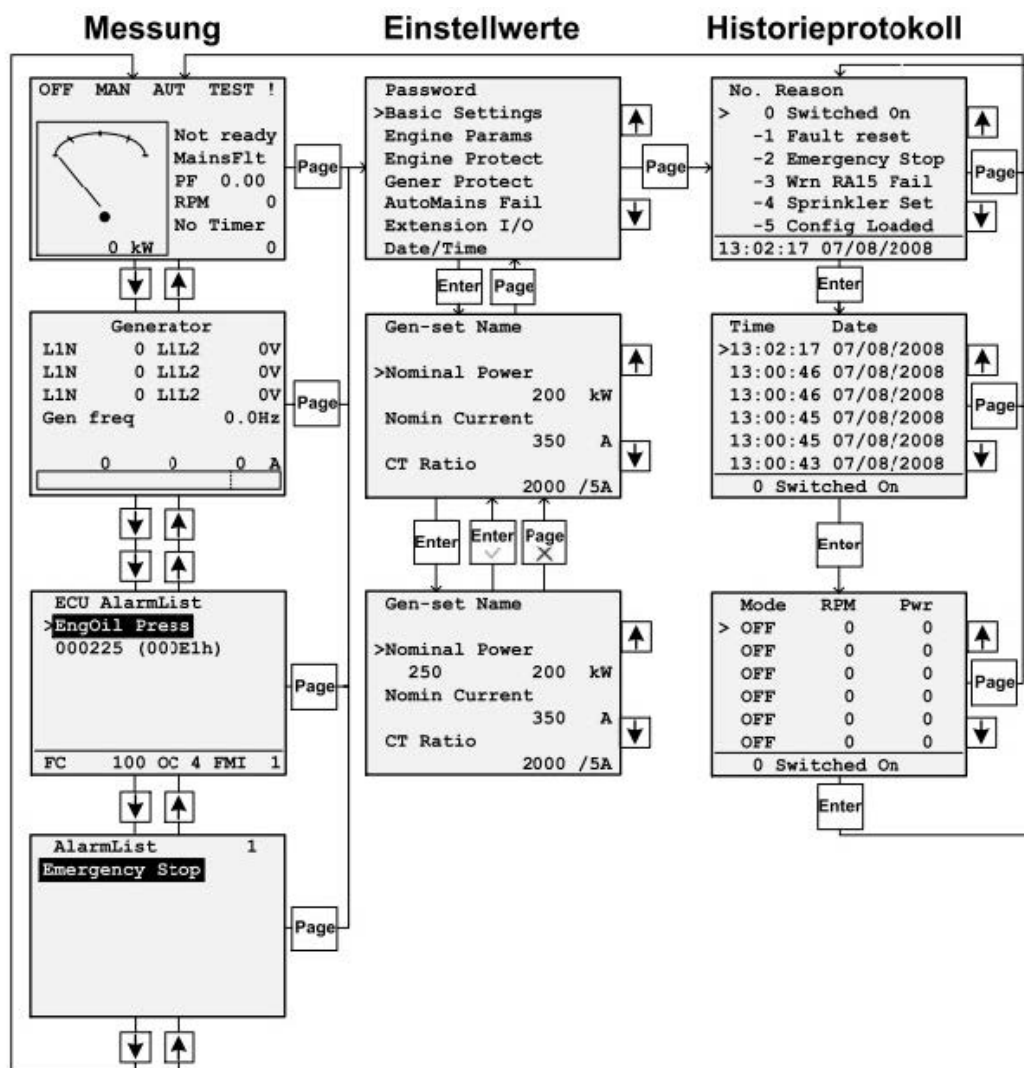 Messung
OFF MAN AUT TEST !
Not ready
MainsFlt
PF 0.00
RPM 0
No Timer
0 kW 0
Page
Generator
L1N 0 L1L2 0V
L1N 0 L1L2 0V
L1N 0 L1L2 0V
Gen freq 0.0Hz
0 0 0 A
Page
ECU AlarmList
>EngOil Press
000225 (000E1h)
FC 100 OC 4 FMI 1
Page
AlarmList 1
Emergency Stop
Page
Einstellwerte
Password
>Basic Settings
Engine Params
Engine Protect
Gener Protect
AutoMains Fail
Extension I/O
Date/Time
Page
Enter Page
Gen-set Name
>Nominal Power
200 kW
Nomin Current
350 A
CT Ratio
2000 /5A
Enter Enter Page
Gen-set Name
>Nominal Power
250 200 kW
Nomin Current
350 A
CT Ratio
2000 /5A
Historieprotokoll
No. Reason
> 0 Switched On
-1 Fault reset
-2 Emergency Stop
-3 Wrn RA15 Fail
-4 Sprinkler Set
-5 Config Loaded
13:02:17 07/08/2008
Page
Enter
Time Date
>13:02:17 07/08/2008
13:00:46 07/08/2008
13:00:46 07/08/2008
13:00:45 07/08/2008
13:00:45 07/08/2008
13:00:43 07/08/2008
0 Switched On
Page
Enter
Mode RPM Pwr
> OFF 0 0
OFF 0 0
OFF 0 0
OFF 0 0
OFF 0 0
OFF 0 0
0 Switched On
Page
Enter